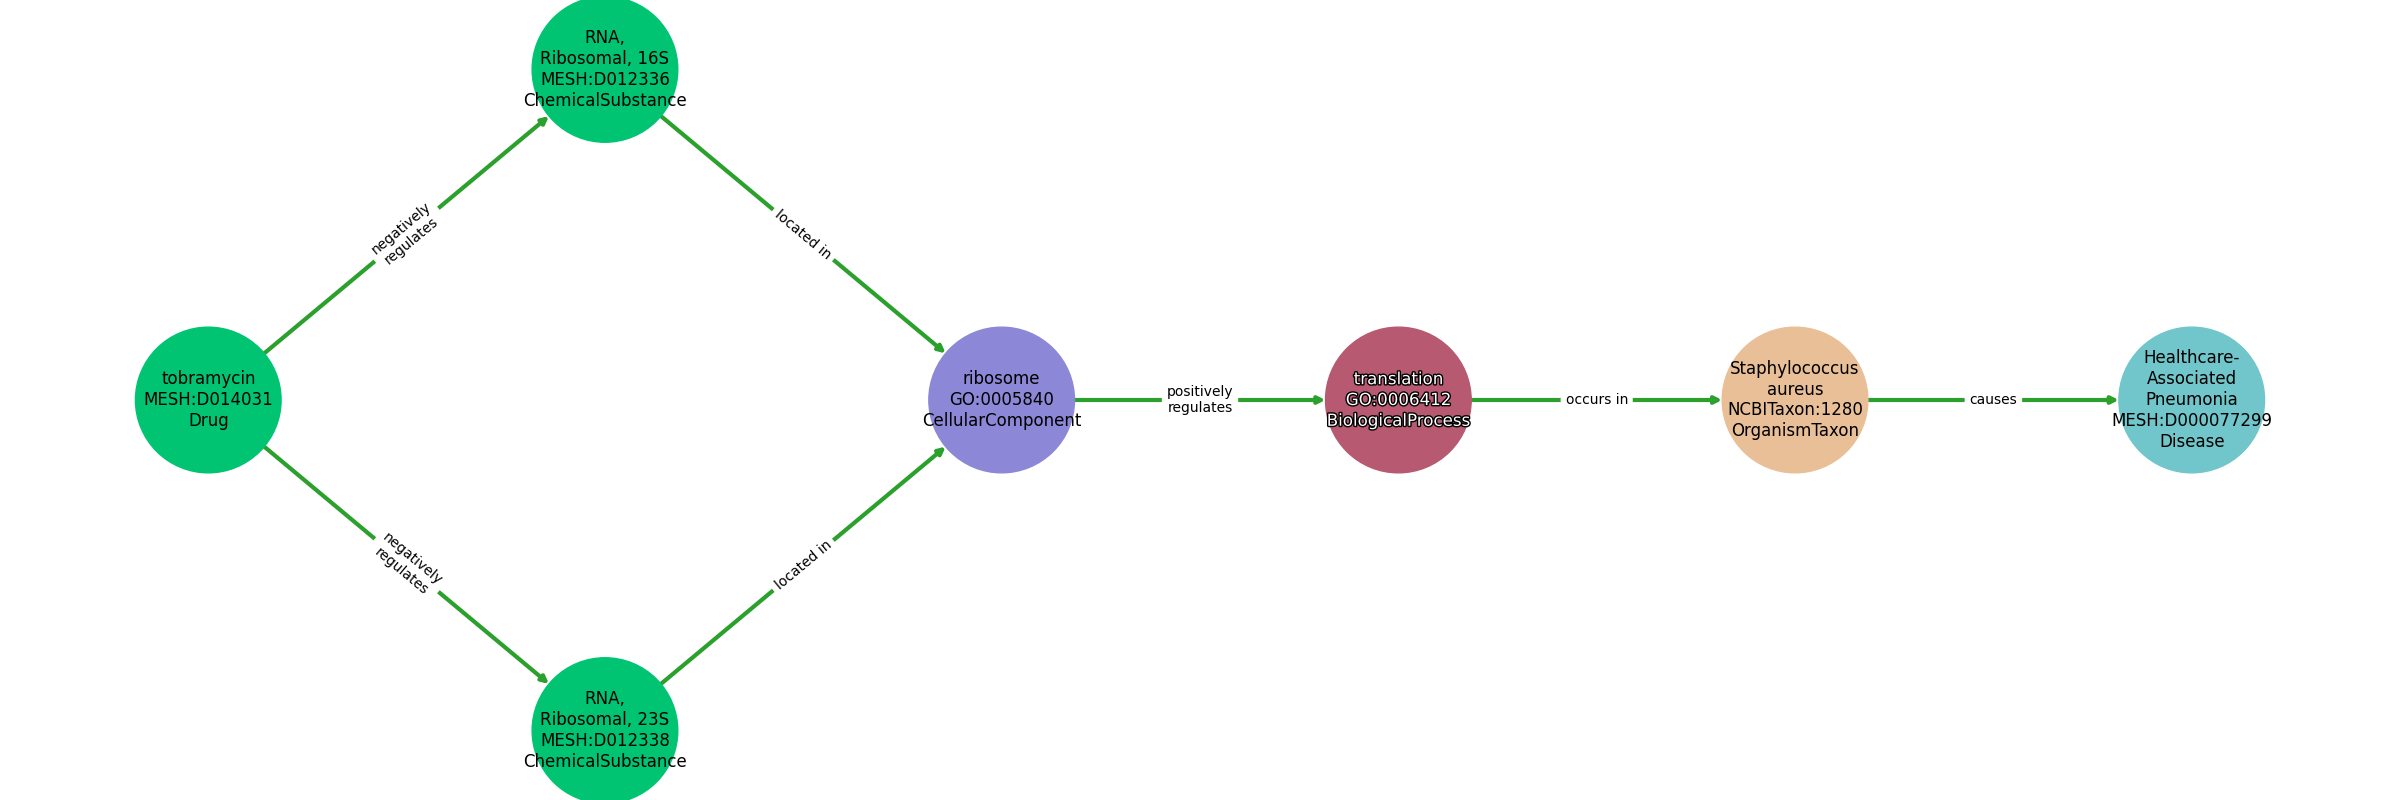 RNA,
Ribosomal, 16S
MESH:D012336
ChemicalSubstance
negatively
regulates
located in
tobramycin
MESH:D014031
Drug
ribosome
GO:0005840
CellularComponent
positively
regulates
translation
GO:0006412
BiologicalProcess
occurs in
Staphylococcus
aureus
NCBITaxon:1280
OrganismTaxon
causes
Healthcare-
Associated
Pneumonia
MESH:D000077299
Disease
negatively
regulates
located in
RNA,
Ribosomal, 23S
MESH:D012338
ChemicalSubstance